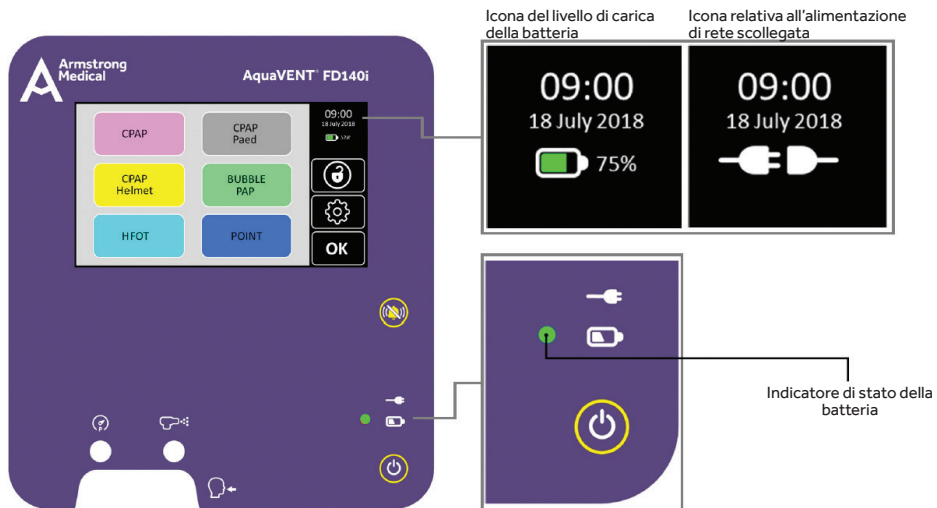 Icona del livello di carica
della batteria
Icona relativa all'alimentazione
di rete scollegata
Armstrong
Medical
AquaVENT® FD140i
CPAP
CPAP
Paed
CPAP
Helmet
BUBBLE
PAP
HFOT
POINT
09:00
18 July 2018
OK
09:00
18 July 2018
75%
09:00
18 July 2018
P
Indicatore di stato della
batteria